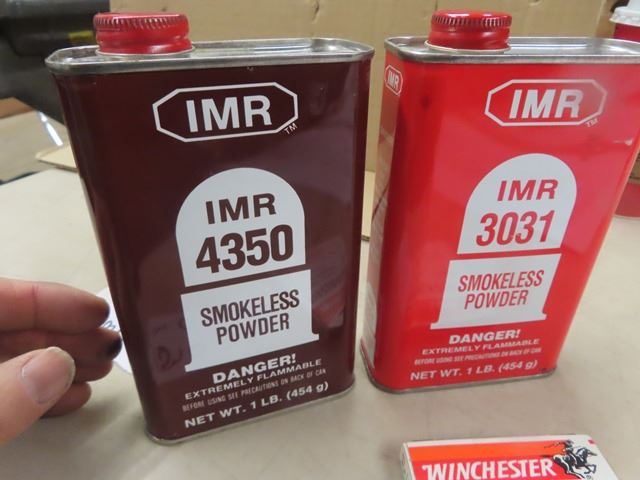 IMR
TM
IMR
4350
SMOKELESS
POWDER
DANGER!
EXTREMELY FLAMMABLE
BEFORE USING SEE PRECAUTIONS ON BACK OF CAN
NET WT. 1 LB. (454 g)
IMR
IMR
TM
IMR
3031
SMOKELESS
POWDER
DANGER!
EXTREMELY FLAMMABLE
BEFORE USING SEE PRECAUTIONS ON BACK OF CAN
NET WT. 1 LB. (454 g)
WINCHESTER